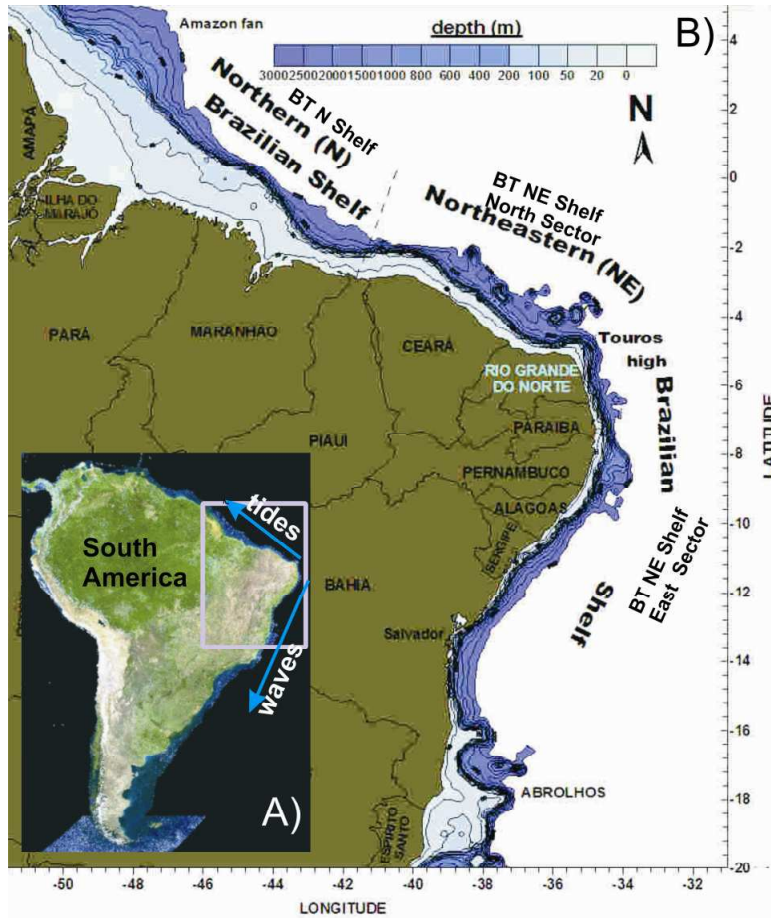 Amazon fan
depth (m)
B)
3000 2500 2000 1500 1000 800 600 400 200 100 50 20 0
N
Northern (N)
Brazilian Shelf
BT N Shelf
BT NE Shelf
North Sector
Northeastern (NE)
Brazilian
Shelf
BT NE Shelf
East Sector
Touros
high
AMAPÁ
ILHA DO
MARAJÓ
PARÁ
MARANHÃO
CEARÁ
RIO GRANDE
DO NORTE
PIAUI
PARAIBA
PERNAMBUCO
ALAGOAS
SERGIPE
BAHIA
Salvador
ABROLHOS
ESPIRITO
SANTO
South
America
tides
waves
A)
4
2
0
-2
-4
-6
-8
-10
-12
-14
-16
-18
-20
LATITUDE
-50 -48 -46 -44 -42 -40 -38 -36 -34 -32
LONGITUDE